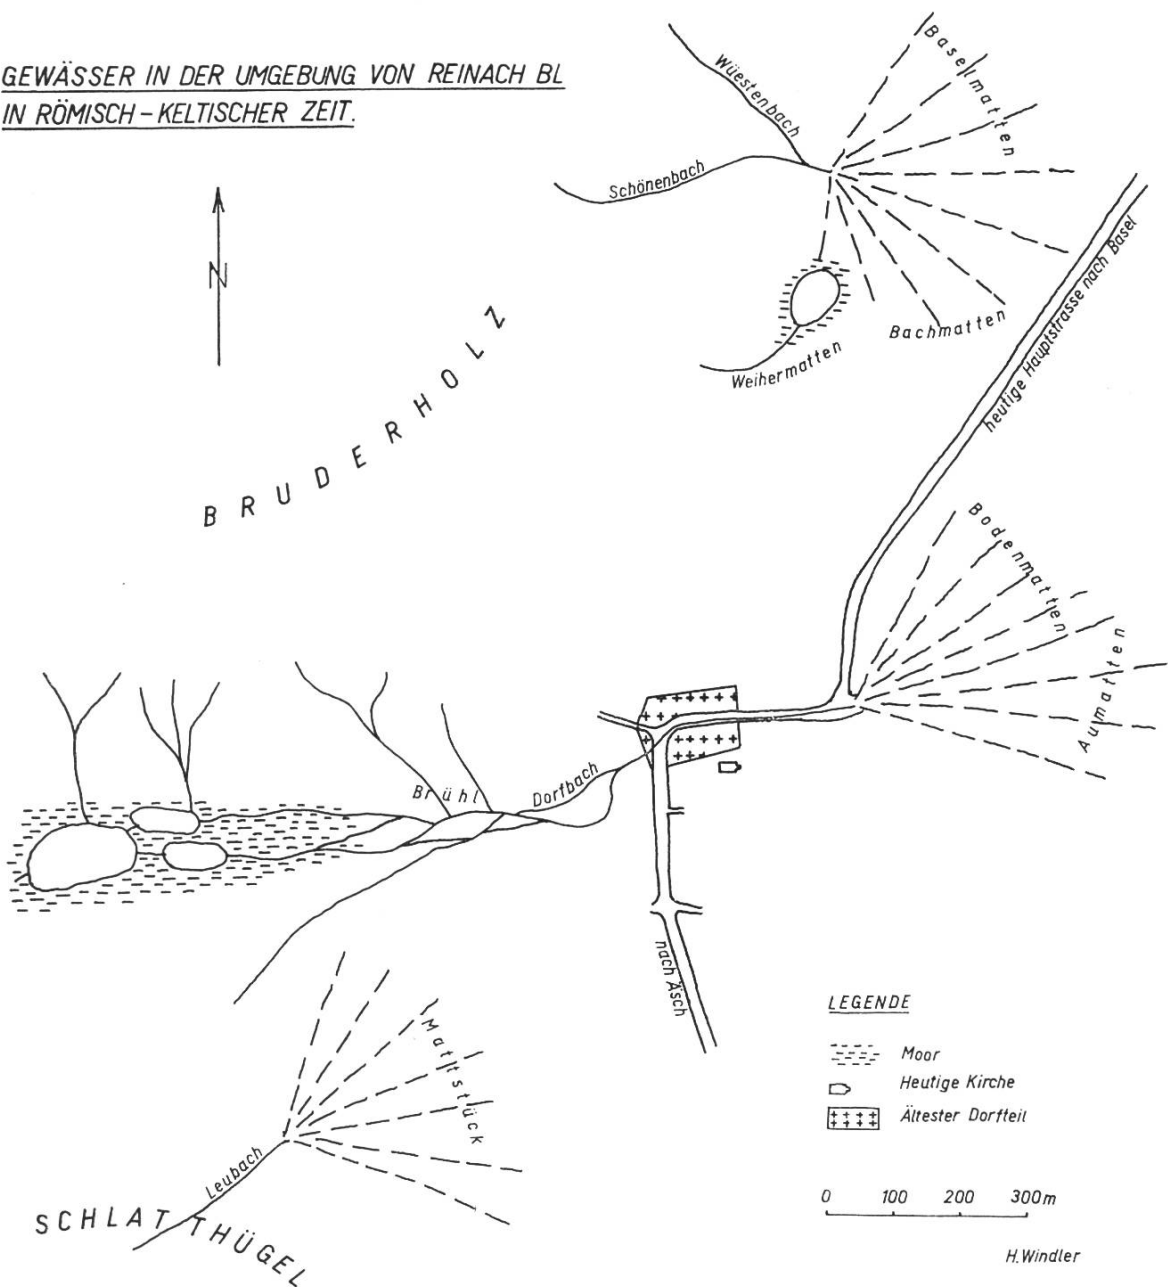 GEWÄSSER IN DER UMGEBUNG VON REINACH BL
IN RÖMISCH-KELTISCHER ZEIT.
Wüestenbach
Baselmatten
Schönenbach
N
Bachmatten
Weihermatten
heutige Hauptstrasse nach Basel
BRUDERHOLZ
Bodenmatten
Aumatten
Brühl
Dorfbach
nach Äsch
Mattstück
Leubach
SCHLATTHÜGEL
LEGENDE
Moor
Heutige Kirche
Ältester Dorfteil
0 100 200 300m
H.Windler